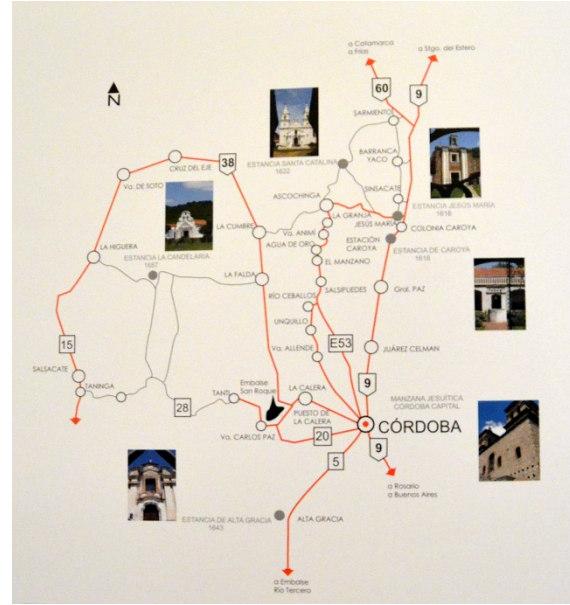 a Catamarca
a Frías
a Stgo. del Estero
60
9
N
SARMIENTO
ESTANCIA SANTA CATALINA
1622
BARRANCA
YACO
CRUZ DEL EJE
38
Va. DE SOTO
SINSACATE
ASCOCHINGA
ESTANCIA JESÚS MARÍA
1618
LA GRANJA
JESÚS MARÍA
COLONIA CAROYA
LA CUMBRE
Va. ANIMÍ
AGUA DE ORO
ESTACIÓN
CAROYA
ESTANCIA DE CAROYA
1616
LA HIGUERA
ESTANCIA LA CANDELARIA
1687
EL MANZANO
LA FALDA
SALSIPUEDES
Gral. PAZ
RÍO CEBALLOS
UNQUILLO
E53
15
Va. ALLENDE
JUÁREZ CELMAN
SALSACATE
TANINGA
9
28
TANTI
Embalse
San Roque
LA CALERA
PUESTO DE
LA CALERA
MANZANA JESUÍTICA
CÓRDOBA CAPITAL
CÓRDOBA
Va. CARLOS PAZ
20
9
5
a Rosario
a Buenos Aires
ESTANCIA DE ALTA GRACIA
1643
ALTA GRACIA
a Embalse
Río Tercero